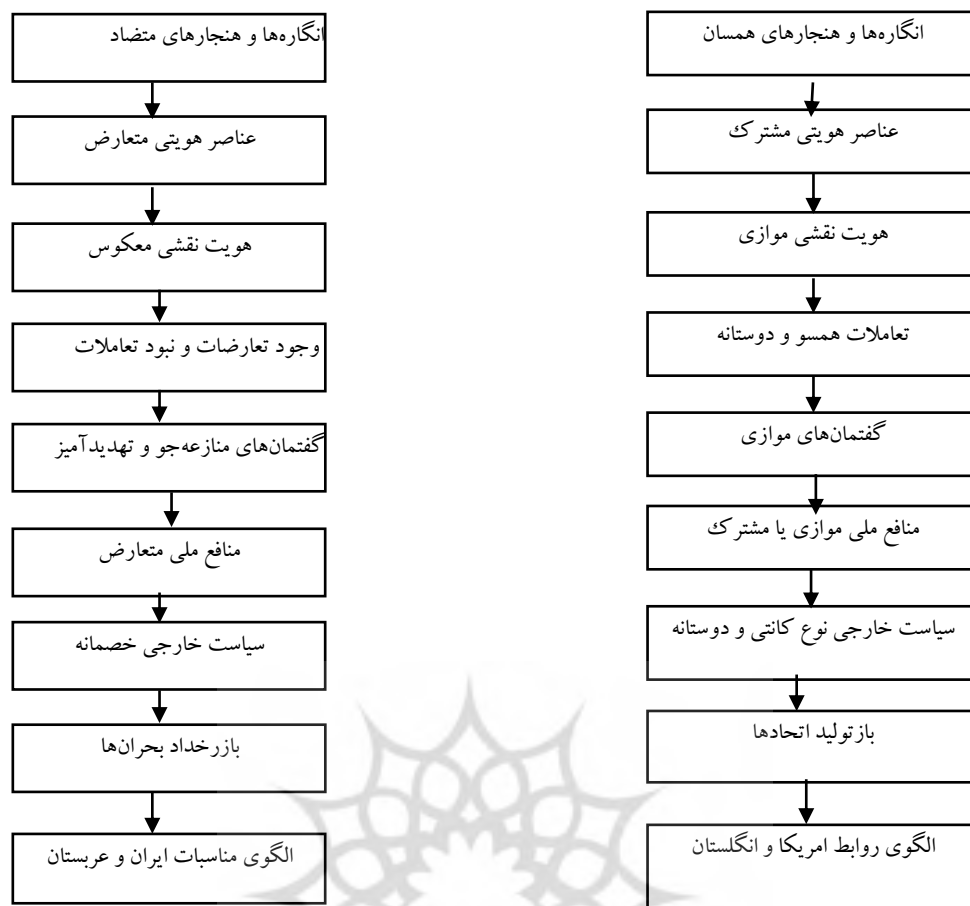 انگاره‌ها و هنجارهای همسان
عناصر هویتی مشترک
هویت نقشی موازی
تعاملات همسو و دوستانه
گفتمان‌های موازی
منافع ملی موازی یا مشترک
سیاست خارجی نوع کانتی و دوستانه
بازتولید اتحادها
الگوی روابط امریکا و انگلستان
انگاره‌ها و هنجارهای متضاد
عناصر هویتی متعارض
هویت نقشی معکوس
وجود تعارضات و نبود تعاملات
گفتمان‌های منازعه‌جو و تهدیدآمیز
منافع ملی متعارض
سیاست خارجی خصمانه
بازرخداد بحران‌ها
الگوی مناسبات ایران و عربستان